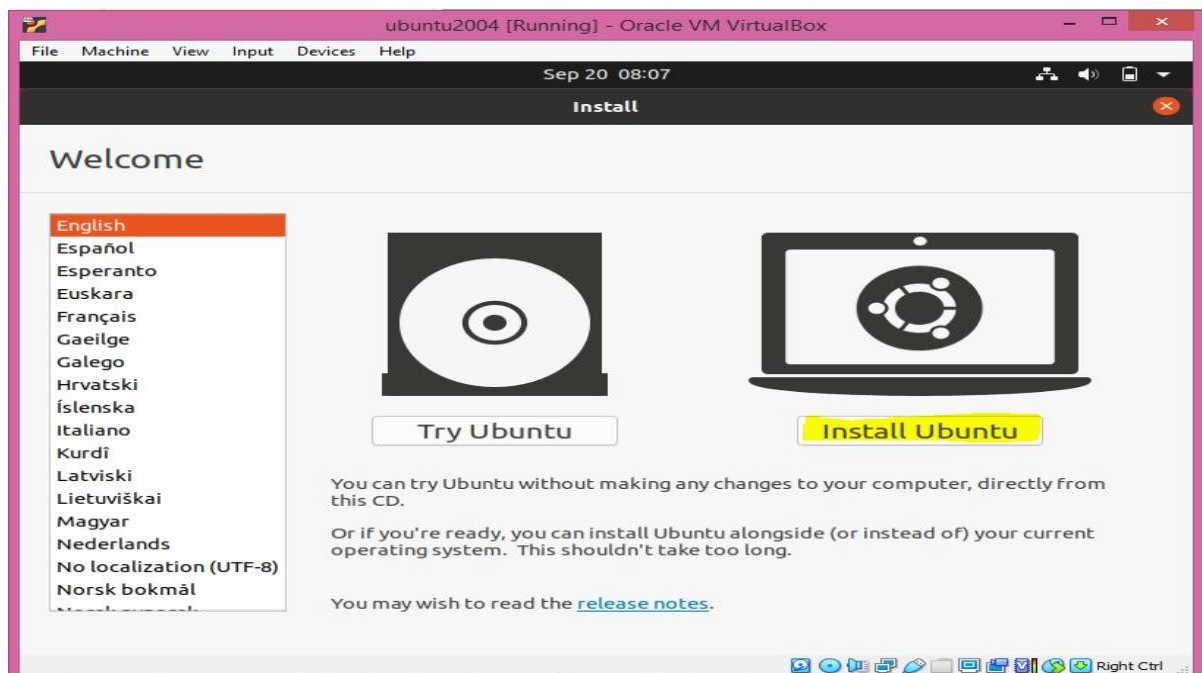 ubuntu2004 [Running] - Oracle VM VirtualBox
File Machine View Input Devices Help
Sep 20 08:07
Install
Welcome
English
Español
Esperanto
Euskara
Français
Gaeilge
Galego
Hrvatski
Íslenska
Italiano
Kurdî
Latviski
Lietuviškai
Magyar
Nederlands
No localization (UTF-8)
Norsk bokmål
Try Ubuntu
Install Ubuntu
You can try Ubuntu without making any changes to your computer, directly from
this CD.
Or if you're ready, you can install Ubuntu alongside (or instead of) your current
operating system. This shouldn't take too long.
You may wish to read the release notes.
Right Ctrl